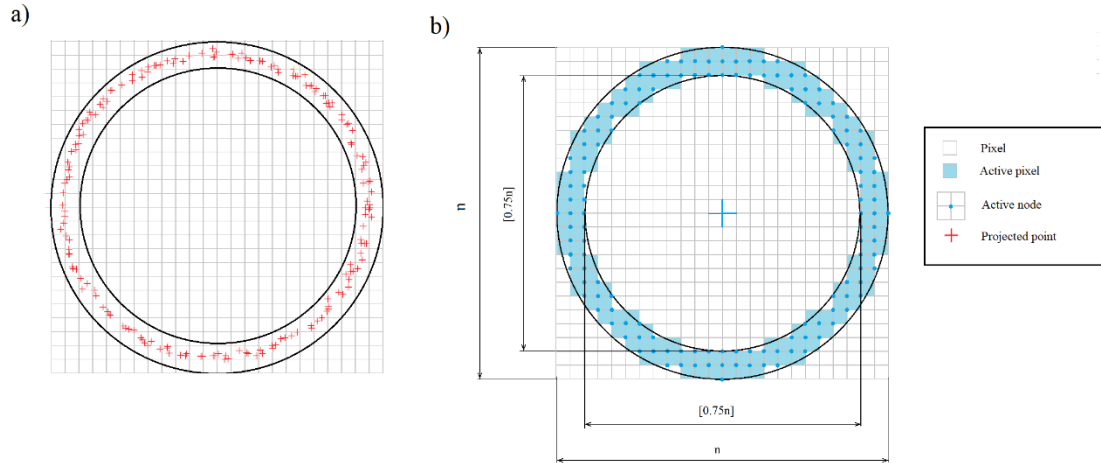 a)
b)
n
[0.75n]
[0.75n]
n
Pixel
Active pixel
Active node
Projected point